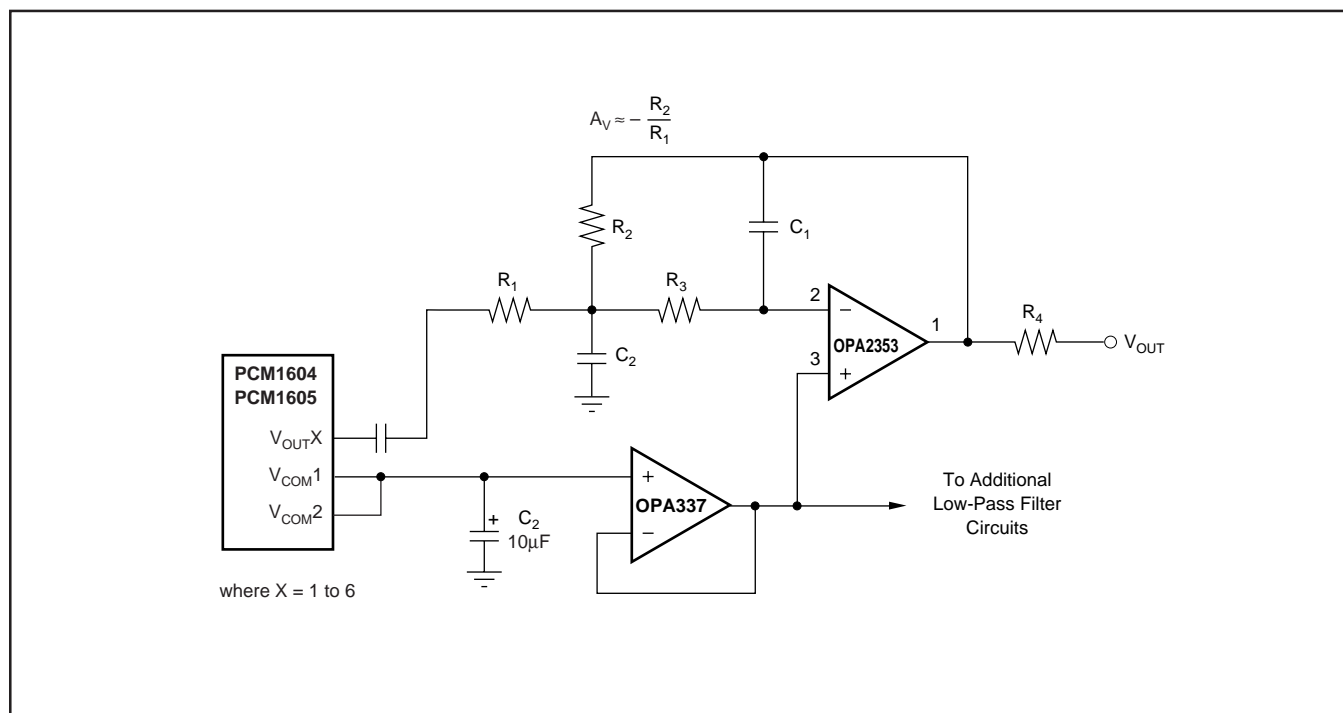 A_V ≈ – R_2
R_1
R_2
C_1
R_1
R_3
2
–
OPA2353
1
R_4
V_OUT
3
+
C_2
PCM1604
PCM1605
V_OUTX
V_COM1
V_COM2
+
OPA337
–
+
C_2
10µF
To Additional
Low-Pass Filter
Circuits
where X = 1 to 6